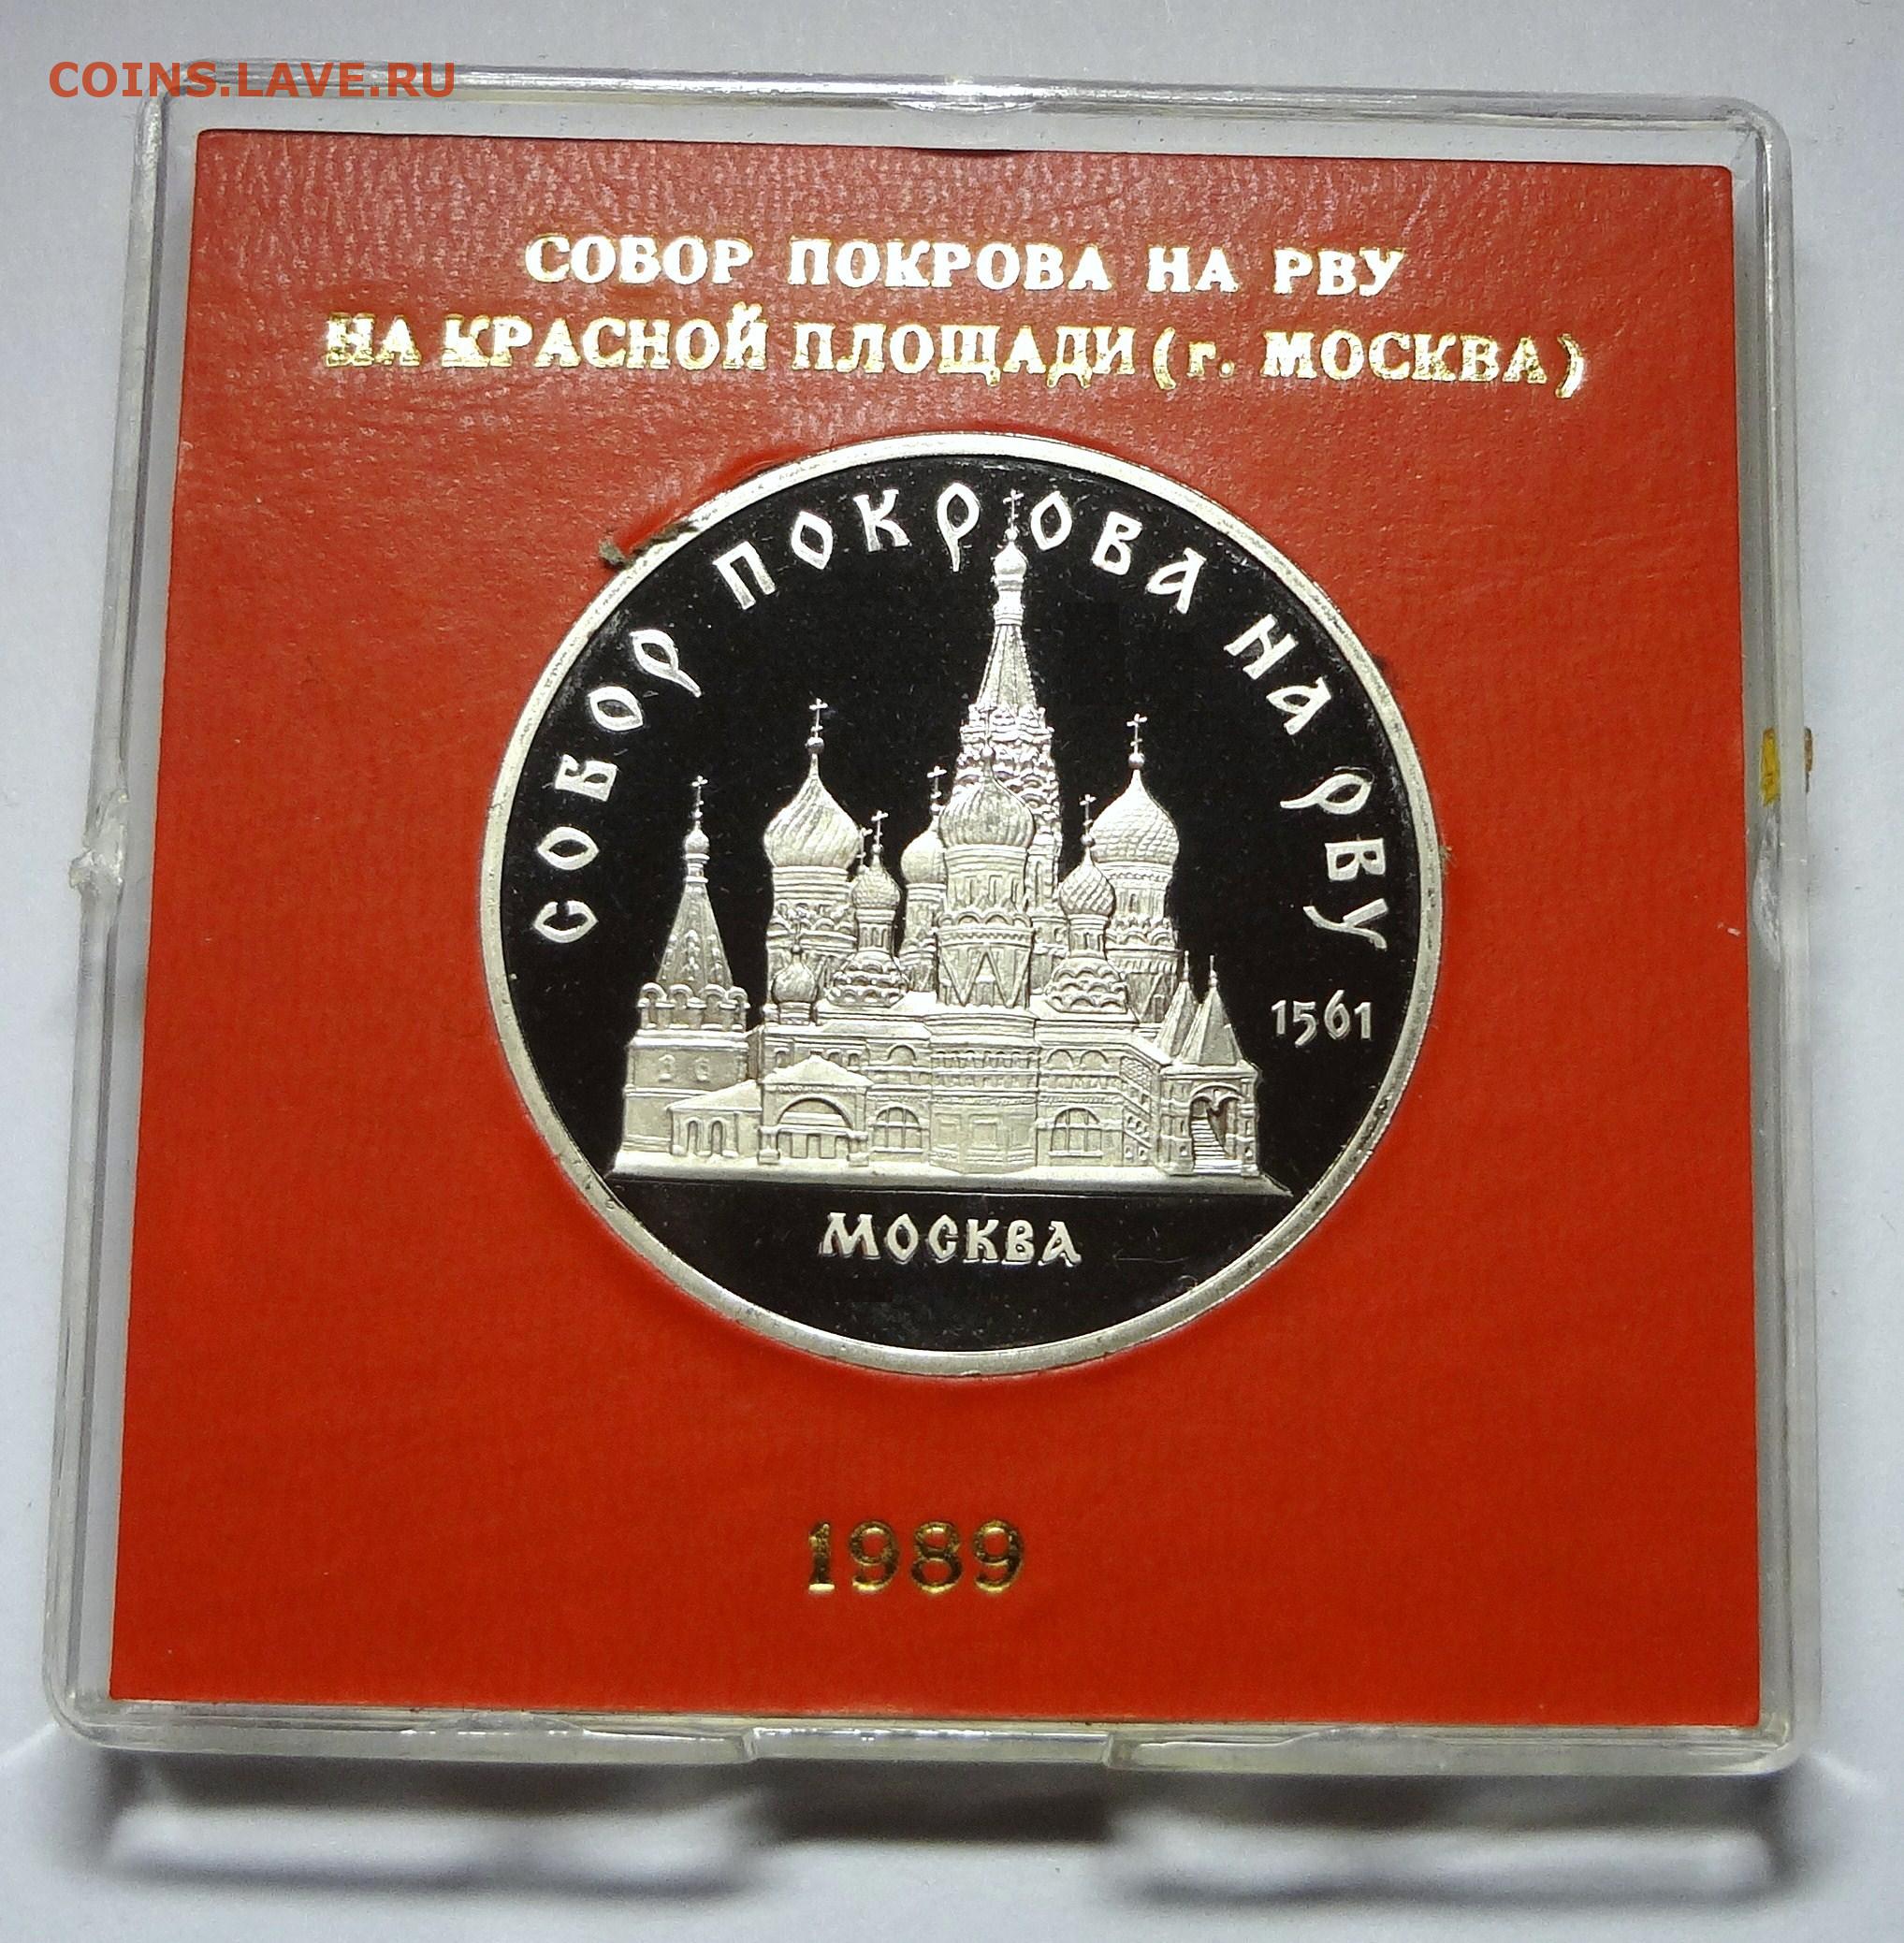 COINS.LAVE.RU
СОБОР ПОКРОВА НА РВУ
НА КРАСНОЙ ПЛОЩАДИ (г. МОСКВА)
СОБОР ПОКРОВА НА РВУ
1561
МОСКВА
1989